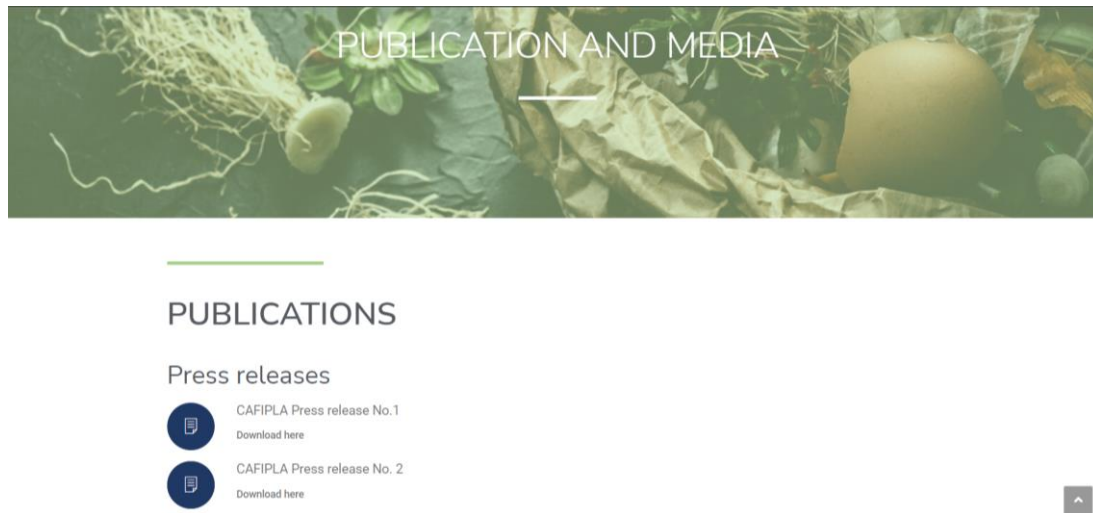 PUBLICATION AND MEDIA
PUBLICATIONS
Press releases
CAFIPLA Press release No.1
Download here
CAFIPLA Press release No. 2
Download here